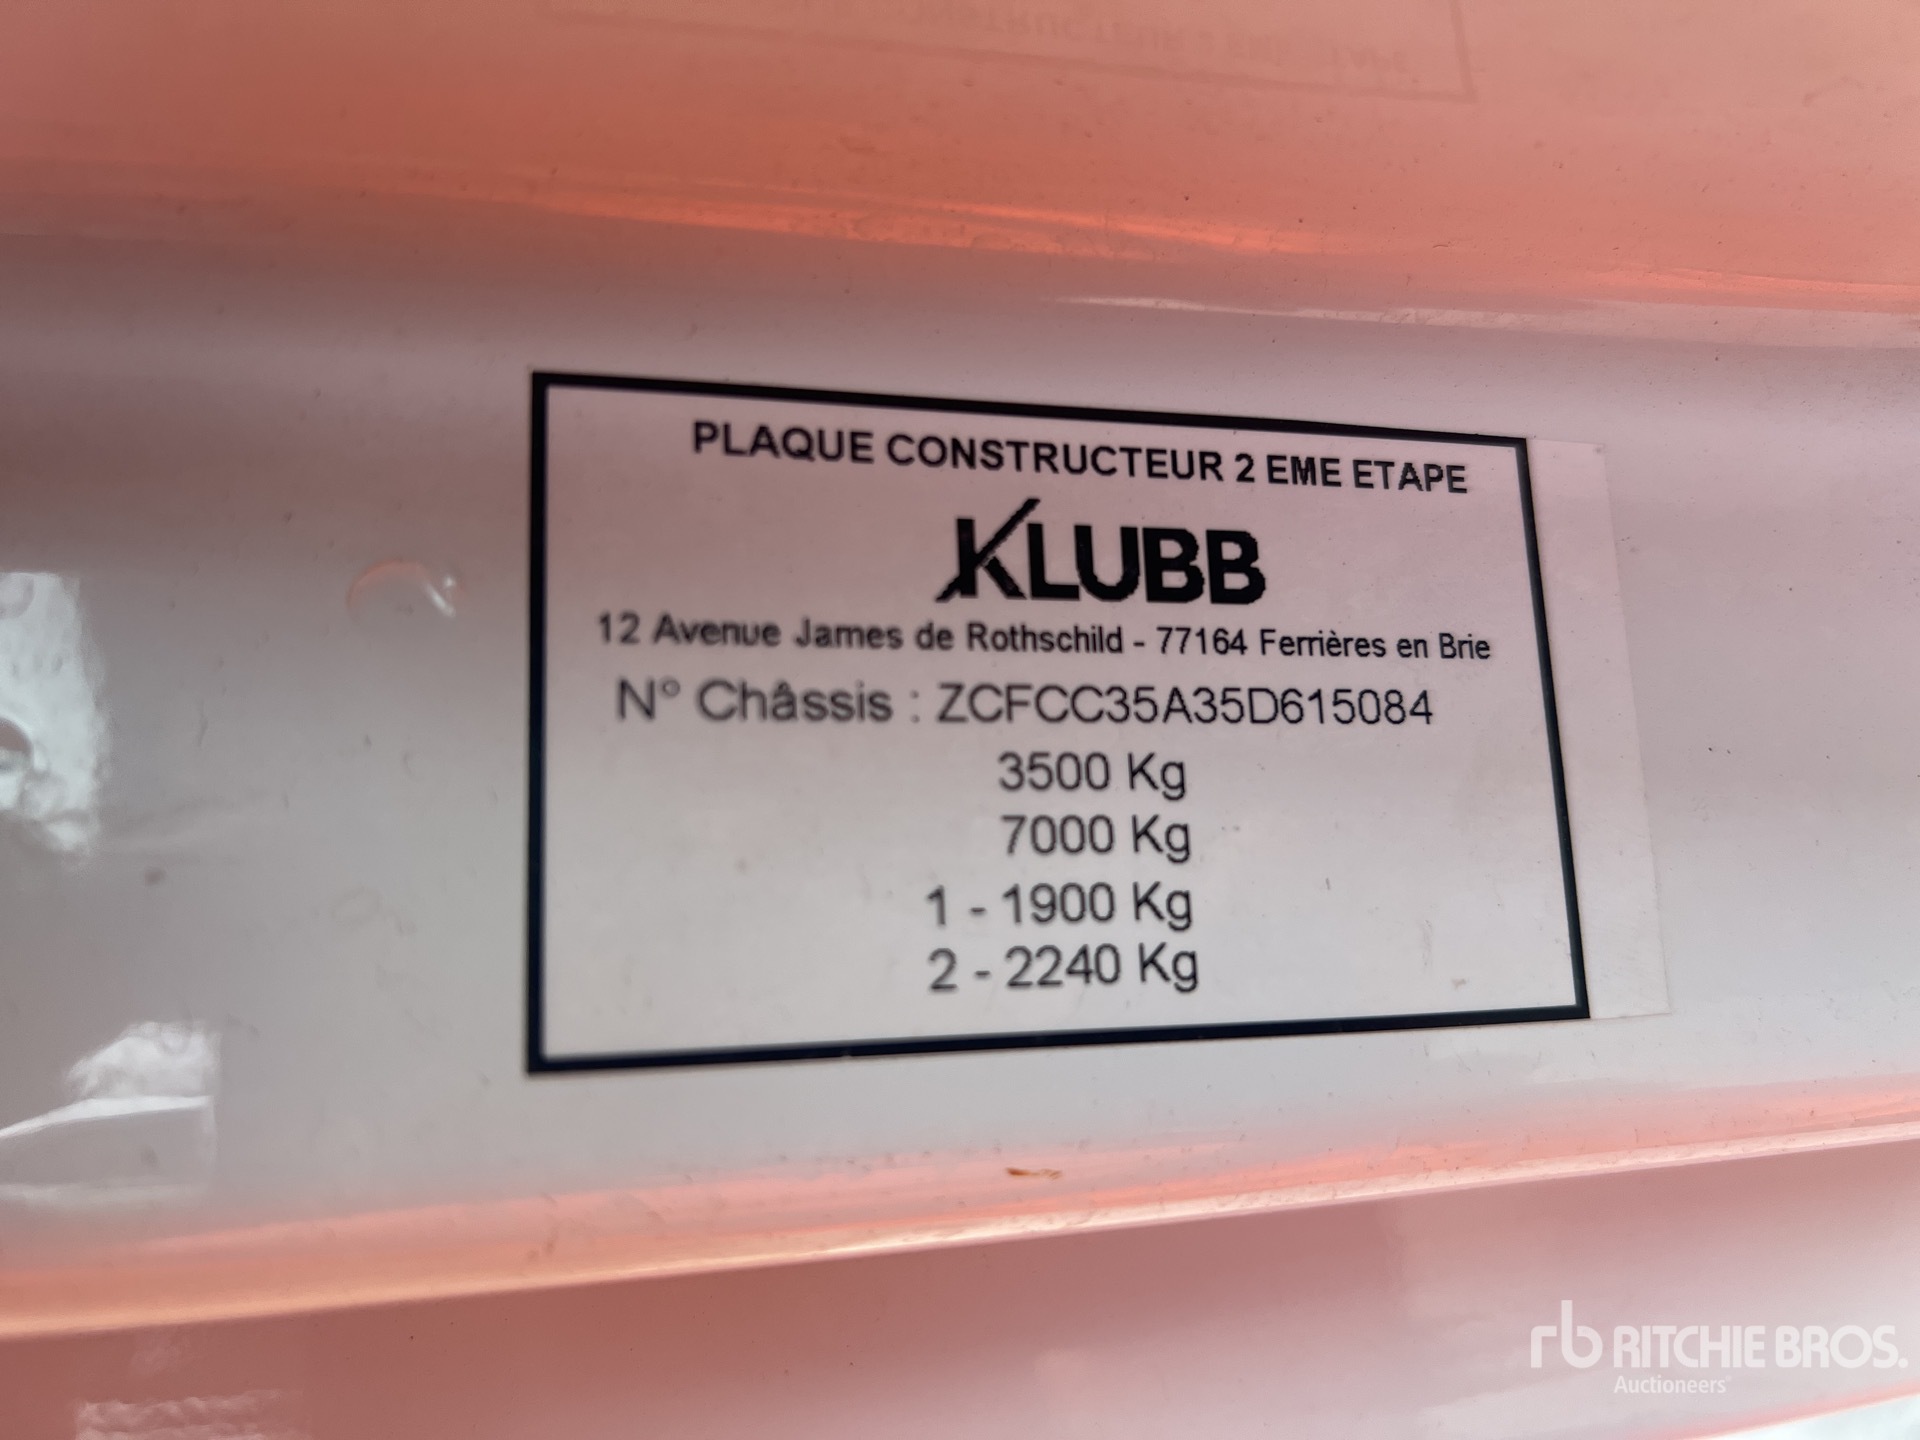 PLAQUE CONSTRUCTEUR 2 EME ETAPE
KLUBB
12 Avenue James de Rothschild - 77164 Ferrières en Brie
N° Châssis : ZCFCC35A35D615084
3500 Kg
7000 Kg
1 - 1900 Kg
2 - 2240 Kg
rb RITCHIE BROS.
Auctioneers